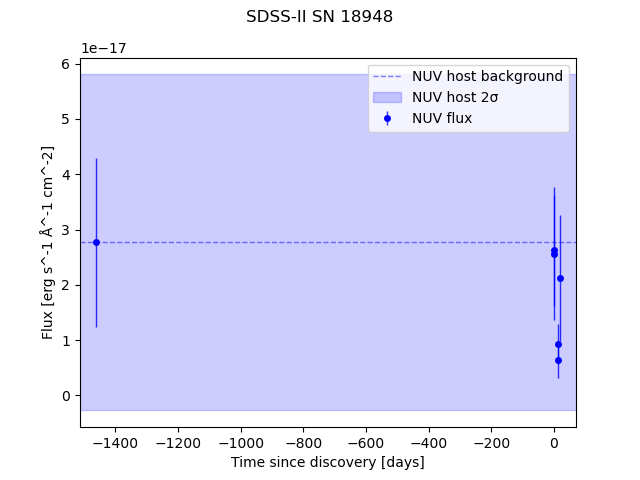 SDSS-II SN 18948
1e−17
NUV host background
NUV host 2σ
NUV flux
6
5
4
3
2
1
0
Flux [erg s^-1 Å^-1 cm^-2]
−1400 −1200 −1000 −800 −600 −400 −200 0
Time since discovery [days]